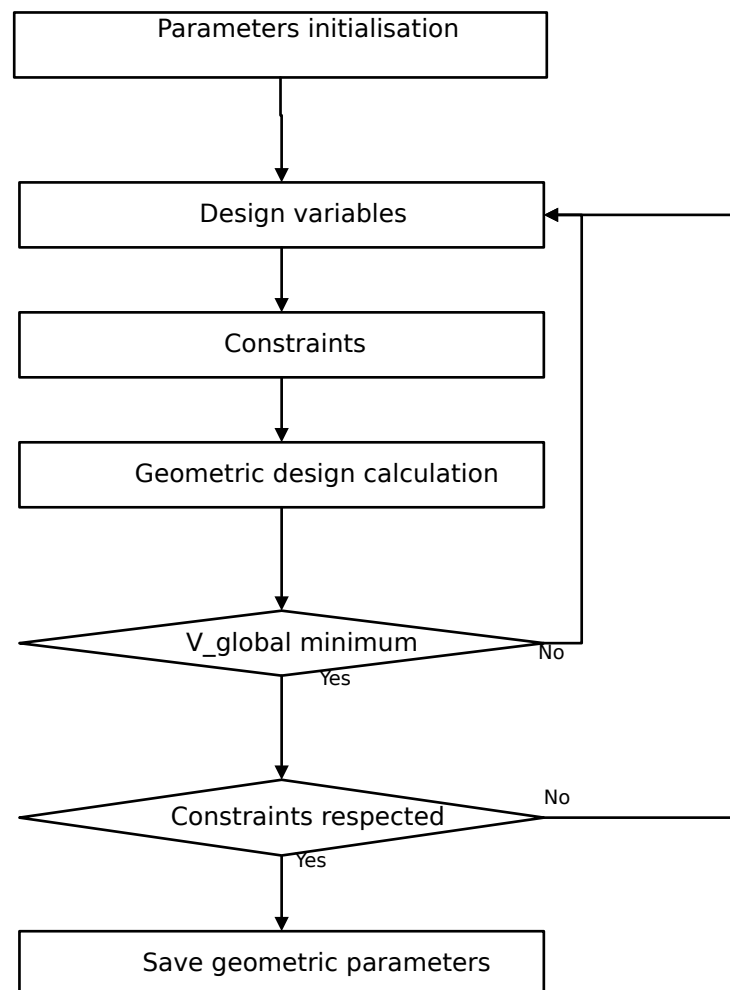 Parameters initialisation
Design variables
Constraints
Geometric design calculation
V_global minimum
No
Yes
No
Constraints respected
Yes
Save geometric parameters